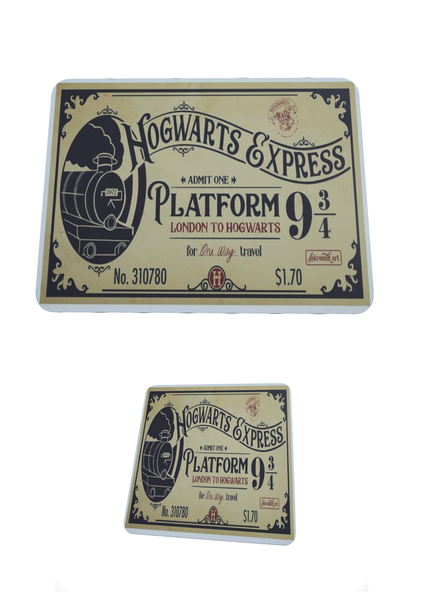 HOGWARTS EXPRESS
ADMIT ONE
PLATFORM 9 3/4
LONDON TO HOGWARTS
for One Way travel
No. 310780
H
$1.70
HOGWARTS EXPRESS
ADMIT ONE
PLATFORM 9 3/4
LONDON TO HOGWARTS
for One Way travel
No. 310780
H
$1.70